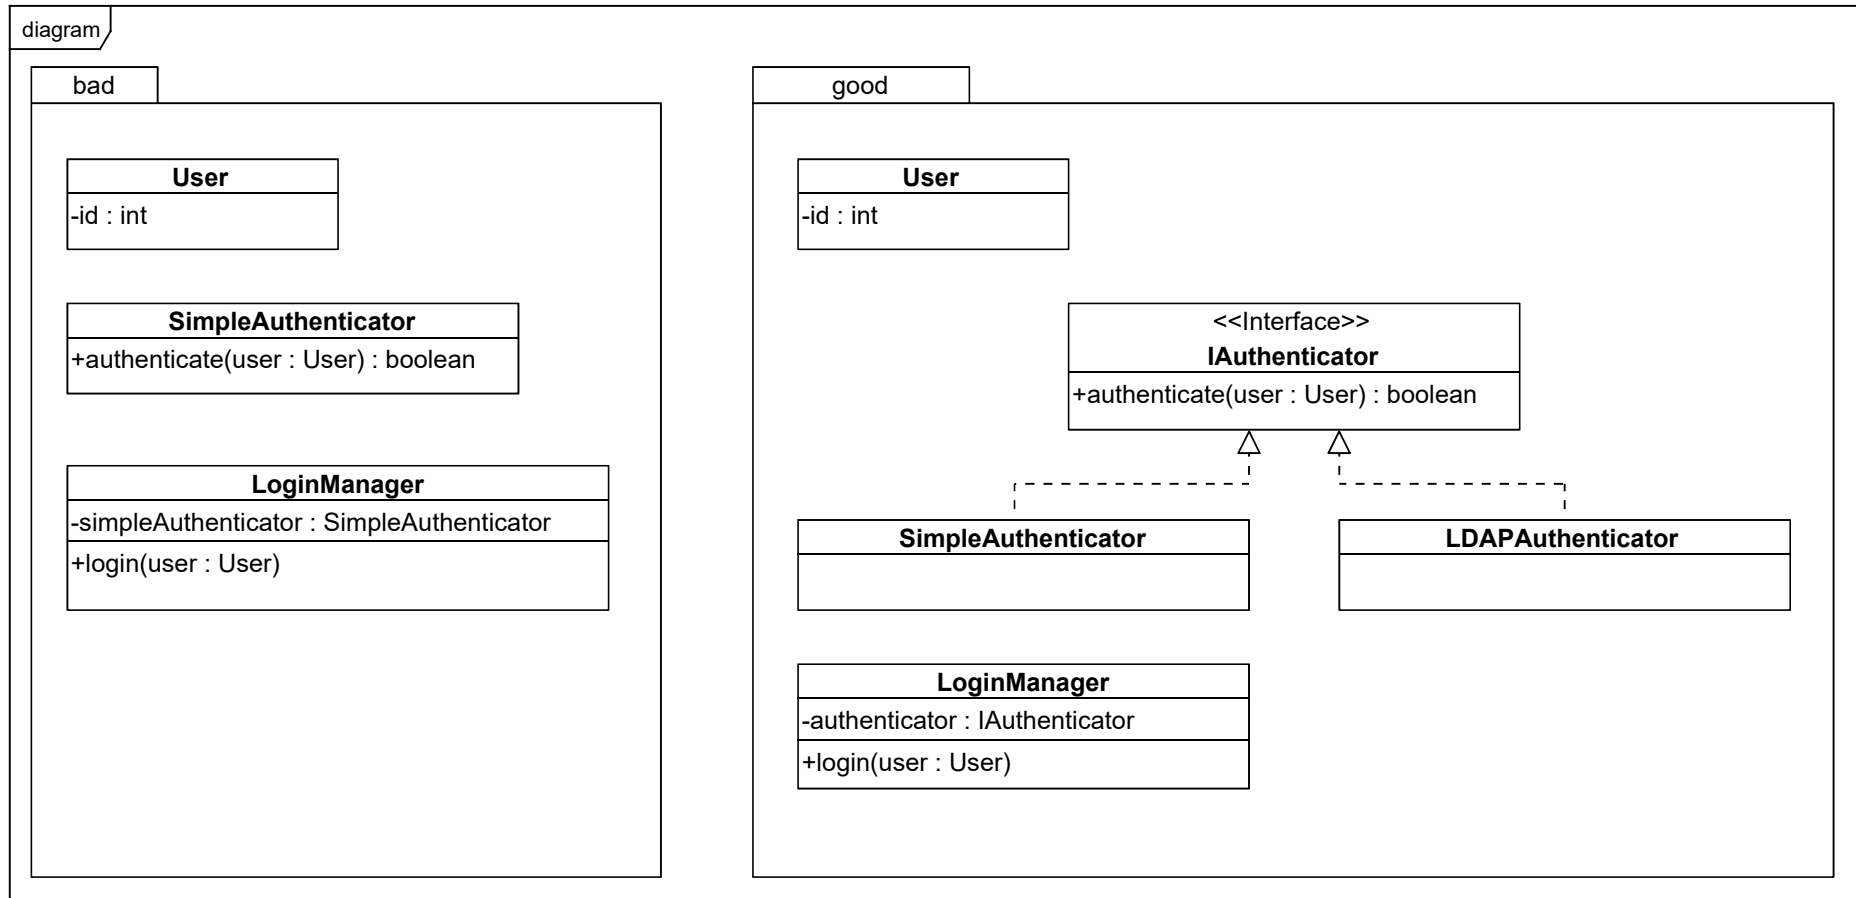 diagram
bad
User
-id : int
SimpleAuthenticator
+authenticate(user : User) : boolean
LoginManager
-simpleAuthenticator : SimpleAuthenticator
+login(user : User)
good
User
-id : int
<<Interface>>
IAuthenticator
+authenticate(user : User) : boolean
SimpleAuthenticator
LDAPAuthenticator
LoginManager
-authenticator : IAuthenticator
+login(user : User)